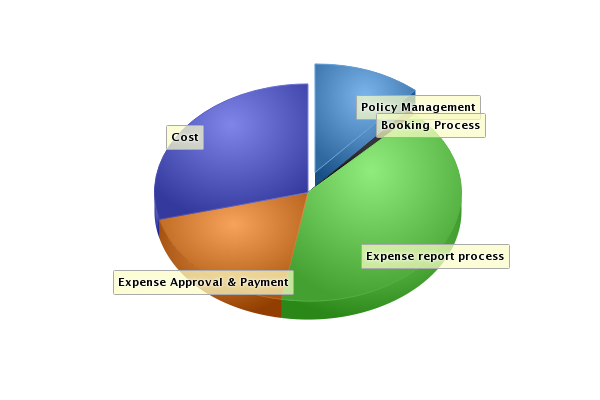 Policy Management
Booking Process
Cost
Expense report process
Expense Approval & Payment